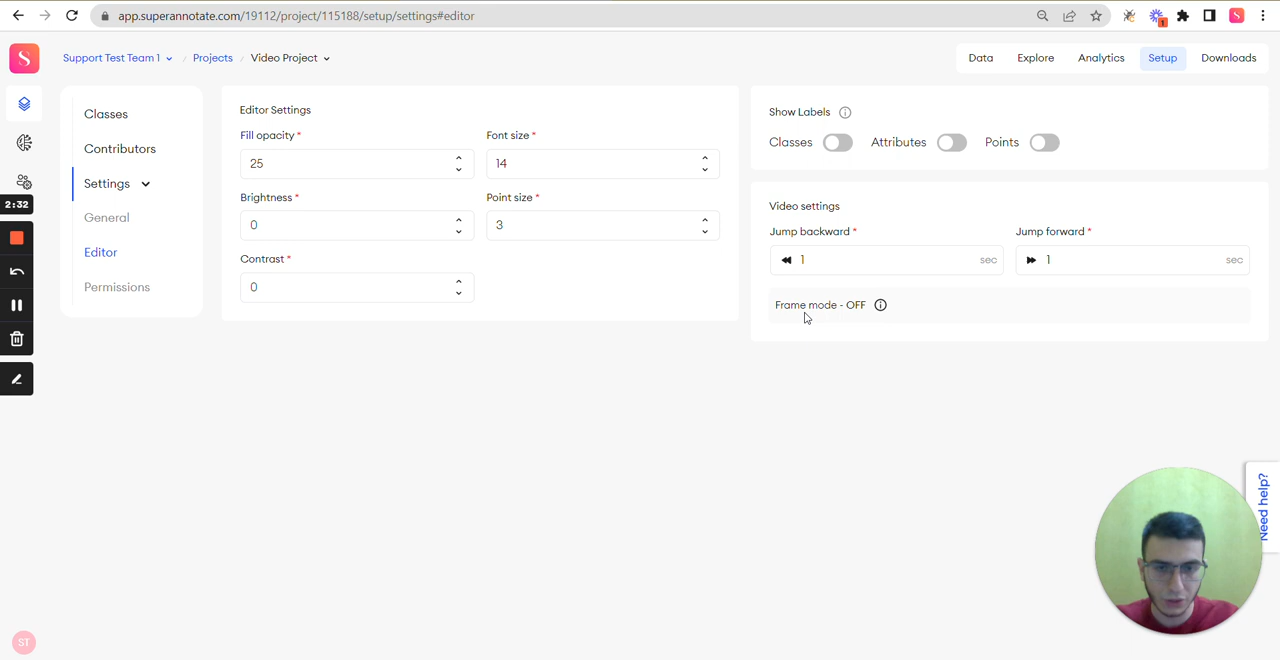 app.superannotate.com/19112/project/115188/setup/settings#editor
1
S
S
Support Test Team 1 / Projects / Video Project
Data Explore Analytics Setup Downloads
Classes
Contributors
Settings
General
Editor
Permissions
2:32
Editor Settings
Fill opacity * Font size *
25 14
Brightness * Point size *
0 3
Contrast *
0
Show Labels
Classes Attributes Points
Video settings
Jump backward * Jump forward *
1 sec 1 sec
Frame mode - OFF
Need help?
ST